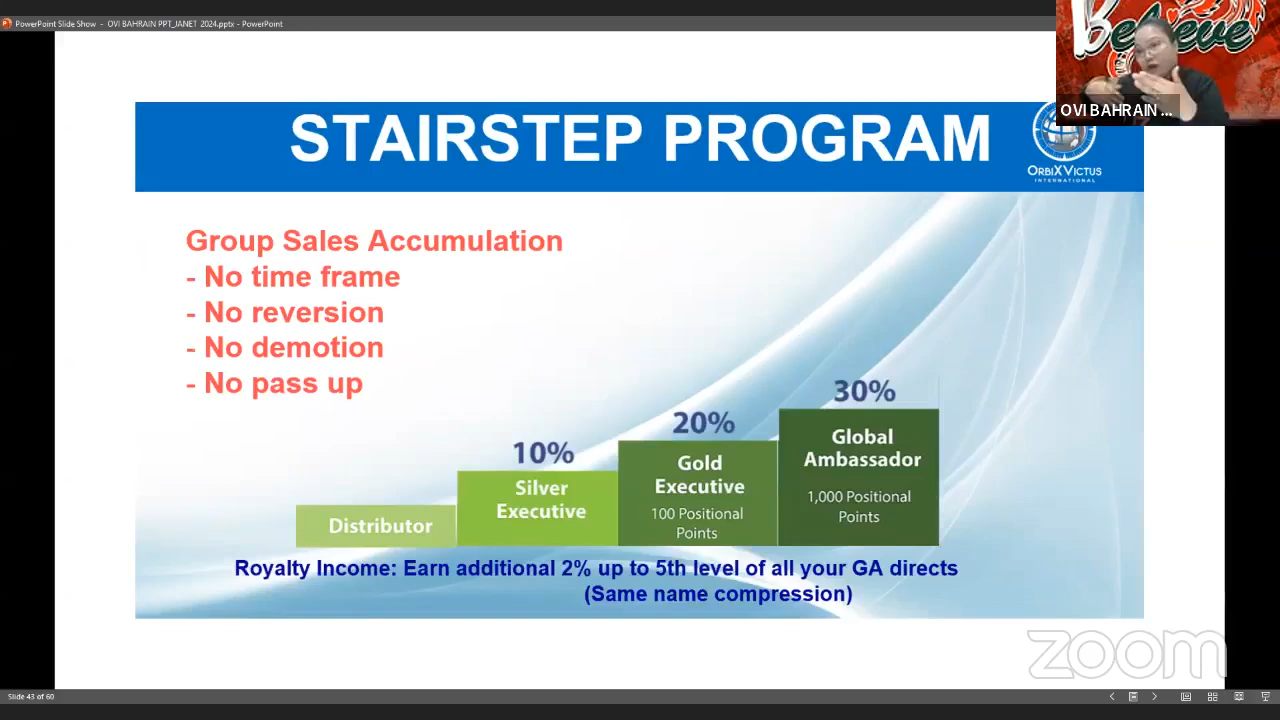 PowerPoint Slide Show - OVI BAHRAIN PPT_JANET 2024.pptx - PowerPoint
Believe
OVI BAHRAIN ...
STAIRSTEP PROGRAM
ORBIXVICTUS
INTERNATIONAL
Group Sales Accumulation
- No time frame
- No reversion
- No demotion
- No pass up
Distributor
10%
Silver
Executive
20%
Gold
Executive
100 Positional
Points
30%
Global
Ambassador
1,000 Positional
Points
Royalty Income: Earn additional 2% up to 5th level of all your GA directs
(Same name compression)
zoom
Slide 43 of 60